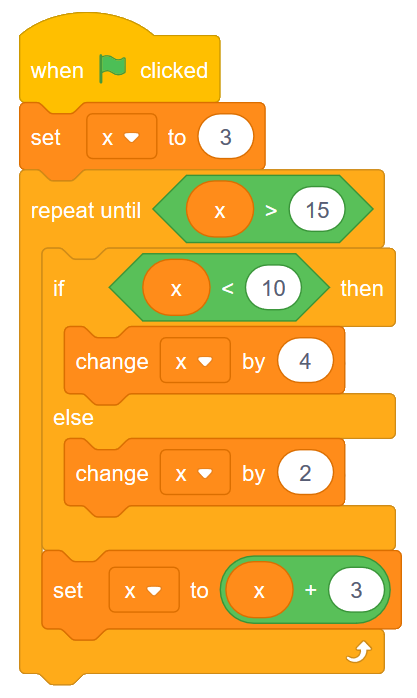 when clicked
set x to 3
repeat until x > 15
if x < 10 then
change x by 4
else
change x by 2
set x to x + 3